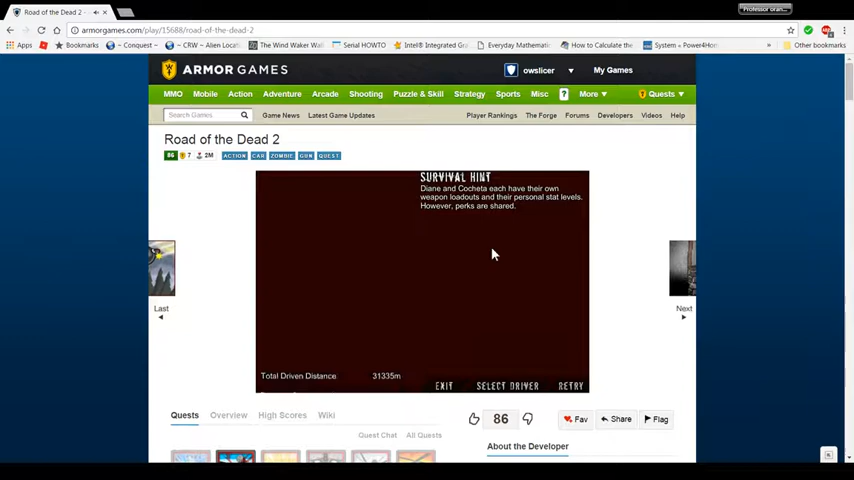 Professor oran...
Road of the Dead 2 -
armorgames.com/play/15688/road-of-the-dead-2
Apps Bookmarks - Conquest - CRW - Alien Locat The Wind Waker Wal Serial HOWTO Intel® Integrated Gra Everyday Mathematic How to Calculate the System « Power4Hom » Other bookmarks
ARMOR GAMES owslicer My Games
MMO Mobile Action Adventure Arcade Shooting Puzzle & Skill Strategy Sports Misc ? More Quests
Search Games Game News Latest Game Updates Player Rankings The Forge Forums Developers Videos Help
Road of the Dead 2
86 7 2M ACTION CAR ZOMBIE GUN QUEST
SURVIVAL HINT
Diane and Cocheta each have their own
weapon loadouts and their personal stat levels.
However, perks are shared.
Last Next
Total Driven Distance 31335m
EXIT SELECT DRIVER RETRY
Quests Overview High Scores Wiki 86 Fav Share Flag
Quest Chat All Quests
About the Developer